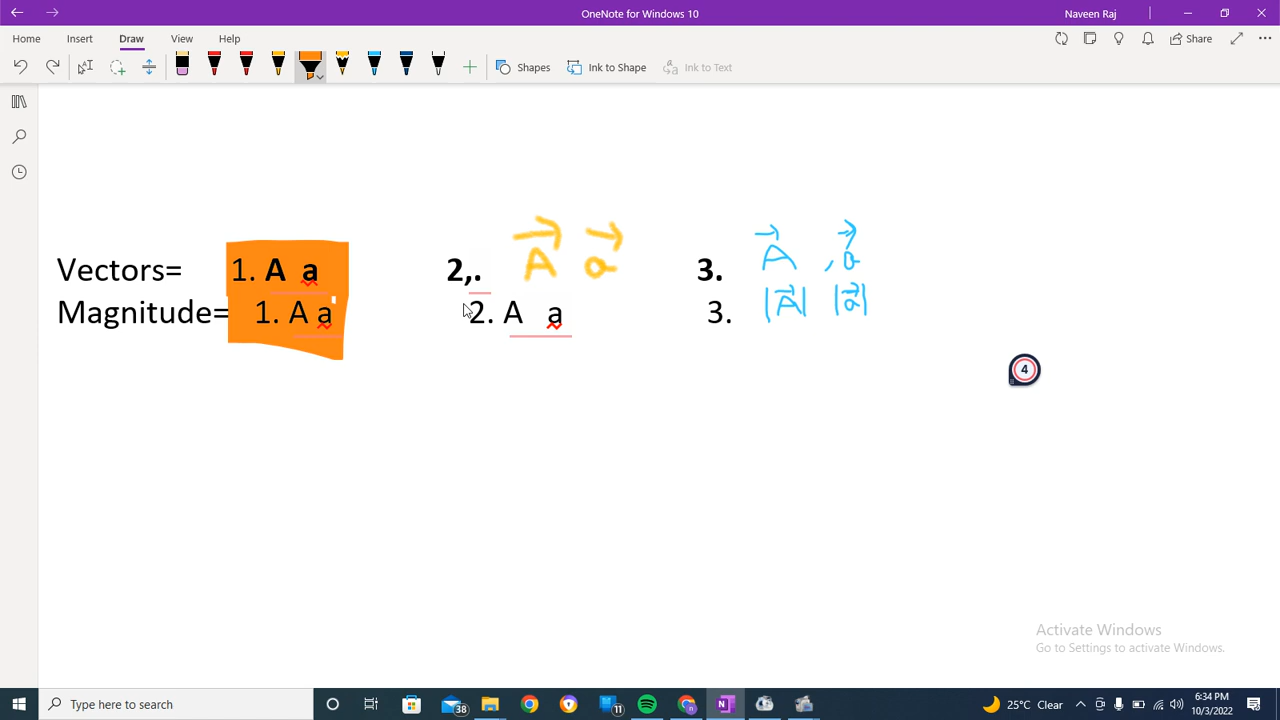 OneNote for Windows 10
Naveen Raj
Home Insert Draw View Help
Share
Shapes Ink to Shape Ink to Text
Vectors= 1. A a 2,. A a 3. A , a
Magnitude= 1. A a 2. A a 3. |A| |a|
4
Activate Windows
Go to Settings to activate Windows.
Type here to search
38
11
25°C Clear
6:34 PM
10/3/2022